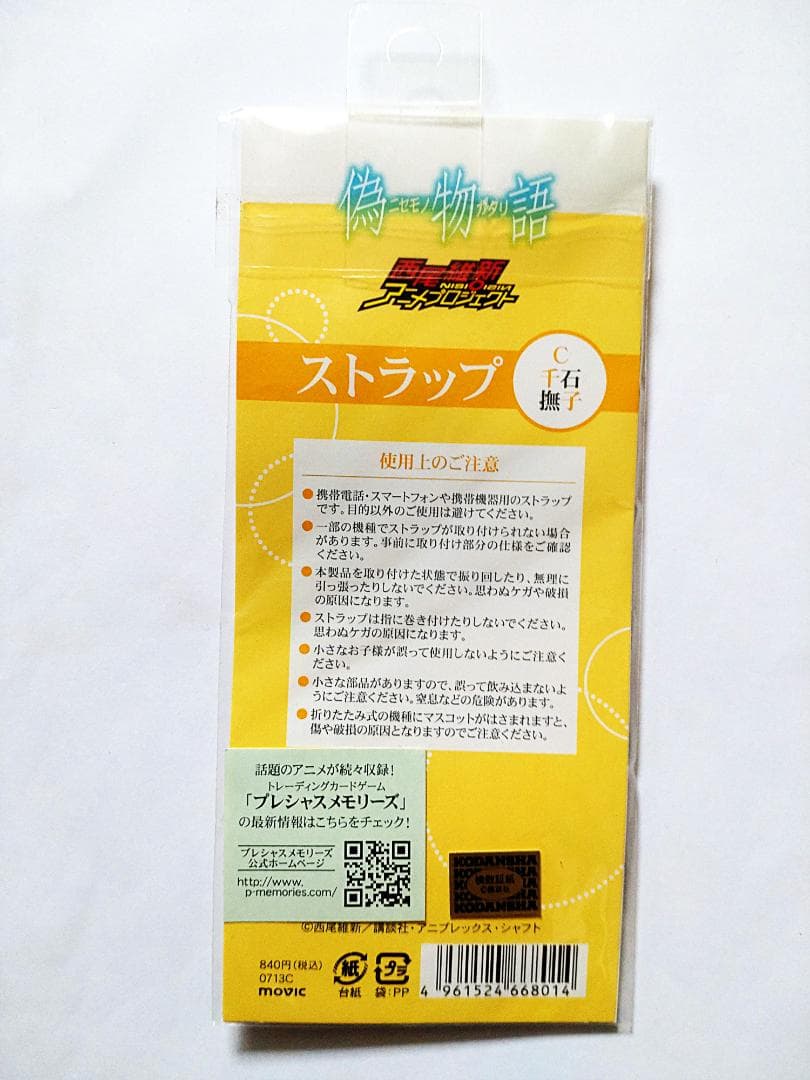 偽物語
ニセモノガタリ
西尾維新
NISIOISIN
アニメプロジェクト
ストラップ
C
千石
撫子
使用上のご注意
●携帯電話・スマートフォンや携帯機器用のストラップ
です。目的以外のご使用は避けてください。
●一部の機種でストラップが取り付けられない場合
があります。事前に取り付け部分の仕様をご確認
ください。
●本製品を取り付けた状態で振り回したり、無理に
引っ張ったりしないでください。思わぬケガや破損
の原因になります。
●ストラップは指に巻き付けたりしないでください。
思わぬケガの原因になります。
●小さなお子様が誤って使用しないようにご注意く
ださい。
●小さな部品がありますので、誤って飲み込まないよ
うにご注意ください。窒息などの危険があります。
●折りたたみ式の機種にマスコットがはさまれますと、
傷や破損の原因となりますのでご注意ください。
話題のアニメが続々収録!
トレーディングカードゲーム
「プレシャスメモリーズ」
の最新情報はこちらをチェック!
プレシャスメモリーズ
公式ホームページ
http://www.
p-memories.com/
KODANSHA
KODANSHA
©西尾維新/講談社・アニプレックス・シャフト
840円(税込)
0713C
movic
紙
台紙
プラ
袋:PP
4 961524 668014